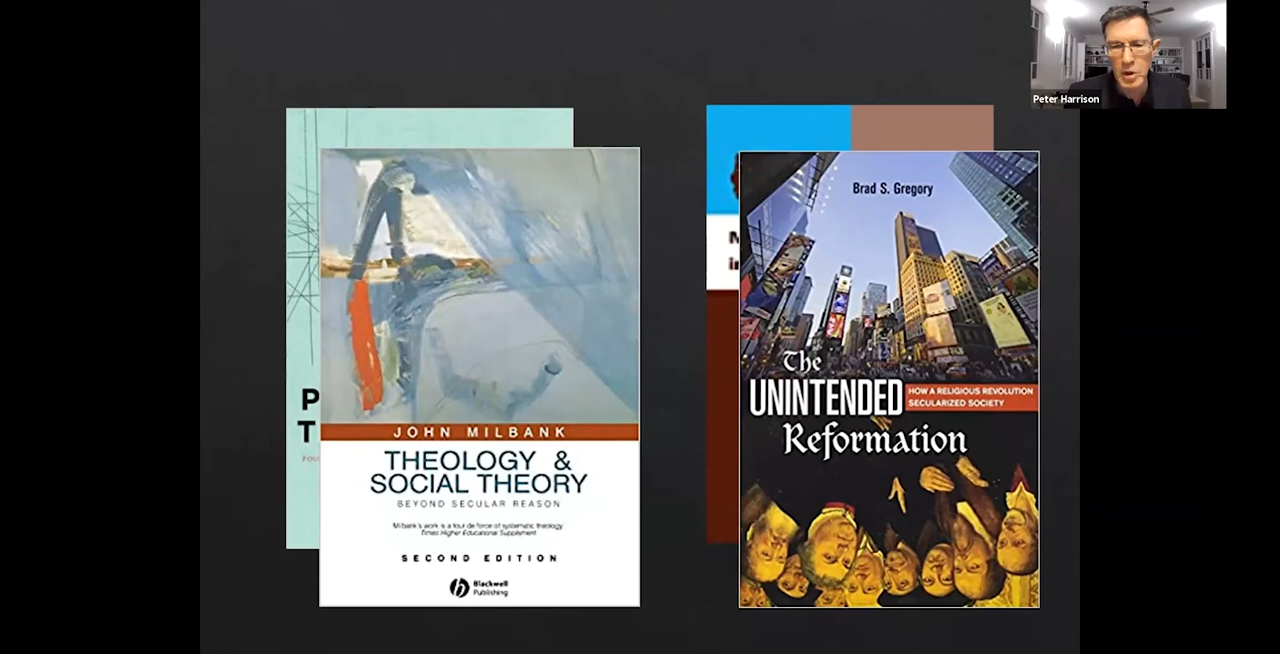 Peter Harrison
P
T
FOU
JOHN MILBANK
THEOLOGY &
SOCIAL THEORY
BEYOND SECULAR REASON
Milbank's work is a tour de force of systematic theology
Times Higher Educational Supplement
SECOND EDITION
Blackwell
Publishing
Brad S. Gregory
The
UNINTENDED
HOW A RELIGIOUS REVOLUTION
SECULARIZED SOCIETY
Reformation